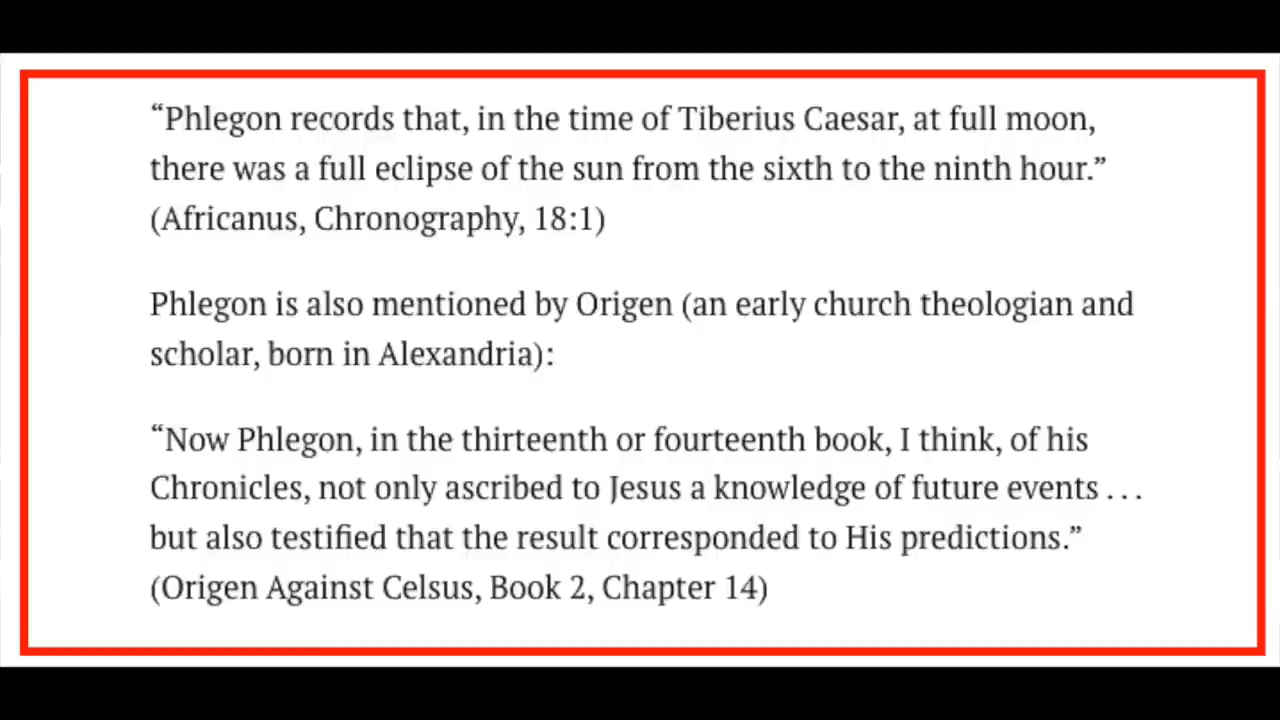 “Phlegon records that, in the time of Tiberius Caesar, at full moon,
there was a full eclipse of the sun from the sixth to the ninth hour.”
(Africanus, Chronography, 18:1)
Phlegon is also mentioned by Origen (an early church theologian and
scholar, born in Alexandria):
“Now Phlegon, in the thirteenth or fourteenth book, I think, of his
Chronicles, not only ascribed to Jesus a knowledge of future events . . .
but also testified that the result corresponded to His predictions.”
(Origen Against Celsus, Book 2, Chapter 14)